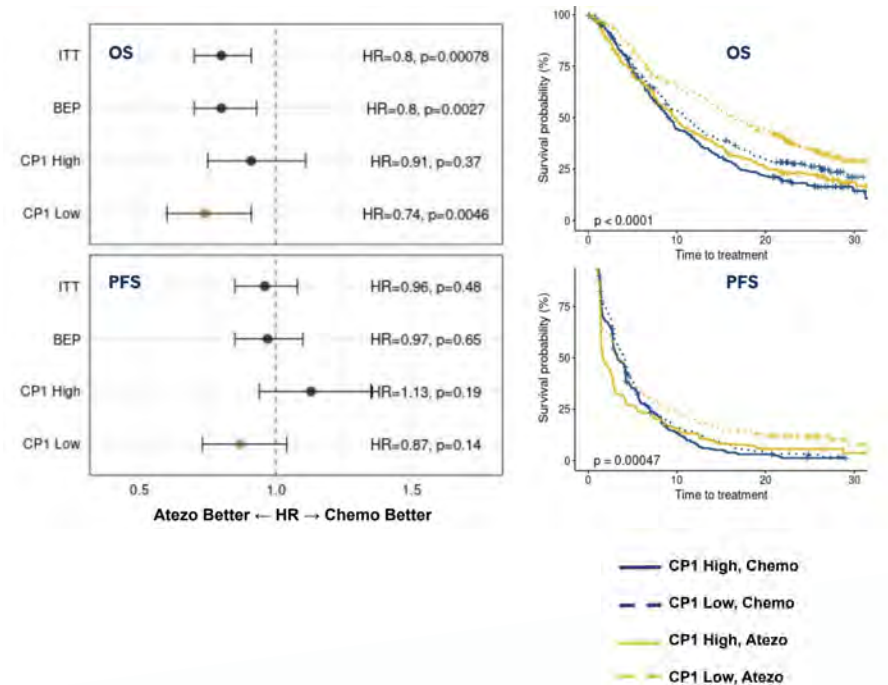 OS
ITT
HR=0.8, p=0.00078
BEP
HR=0.8, p=0.0027
CP1 High
HR=0.91, p=0.37
CP1 Low
HR=0.74, p=0.0046
PFS
ITT
HR=0.96, p=0.48
BEP
HR=0.97, p=0.65
CP1 High
HR=1.13, p=0.19
CP1 Low
HR=0.87, p=0.14
0.5 1.0 1.5
Atezo Better ← HR → Chemo Better
OS
Survival probability (%)
100
75
50
25
0
p < 0.0001
0 10 20 30
Time to treatment
PFS
Survival probability (%)
50
25
0
p = 0.00047
0 10 20 30
Time to treatment
CP1 High, Chemo
CP1 Low, Chemo
CP1 High, Atezo
CP1 Low, Atezo